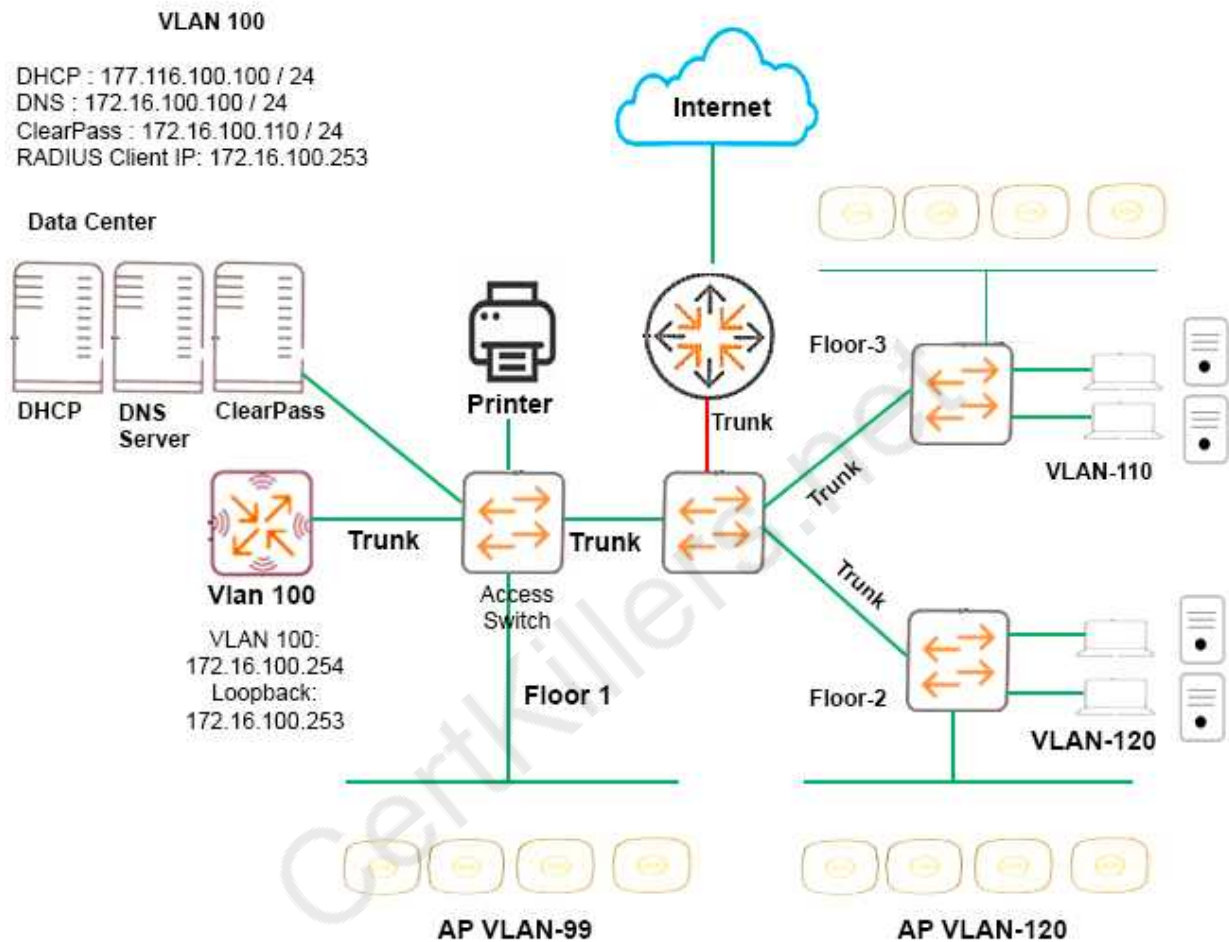 VLAN 100
DHCP : 177.116.100.100 / 24
DNS : 172.16.100.100 / 24
ClearPass : 172.16.100.110 / 24
RADIUS Client IP: 172.16.100.253
Data Center
DHCP
DNS Server
ClearPass
Printer
Internet
Trunk
Floor-3
Trunk
VLAN-110
Trunk
Trunk
Vlan 100
VLAN 100:
172.16.100.254
Loopback:
172.16.100.253
Access
Switch
Floor 1
Trunk
Floor-2
VLAN-120
AP VLAN-99
AP VLAN-120
CertKillers.net